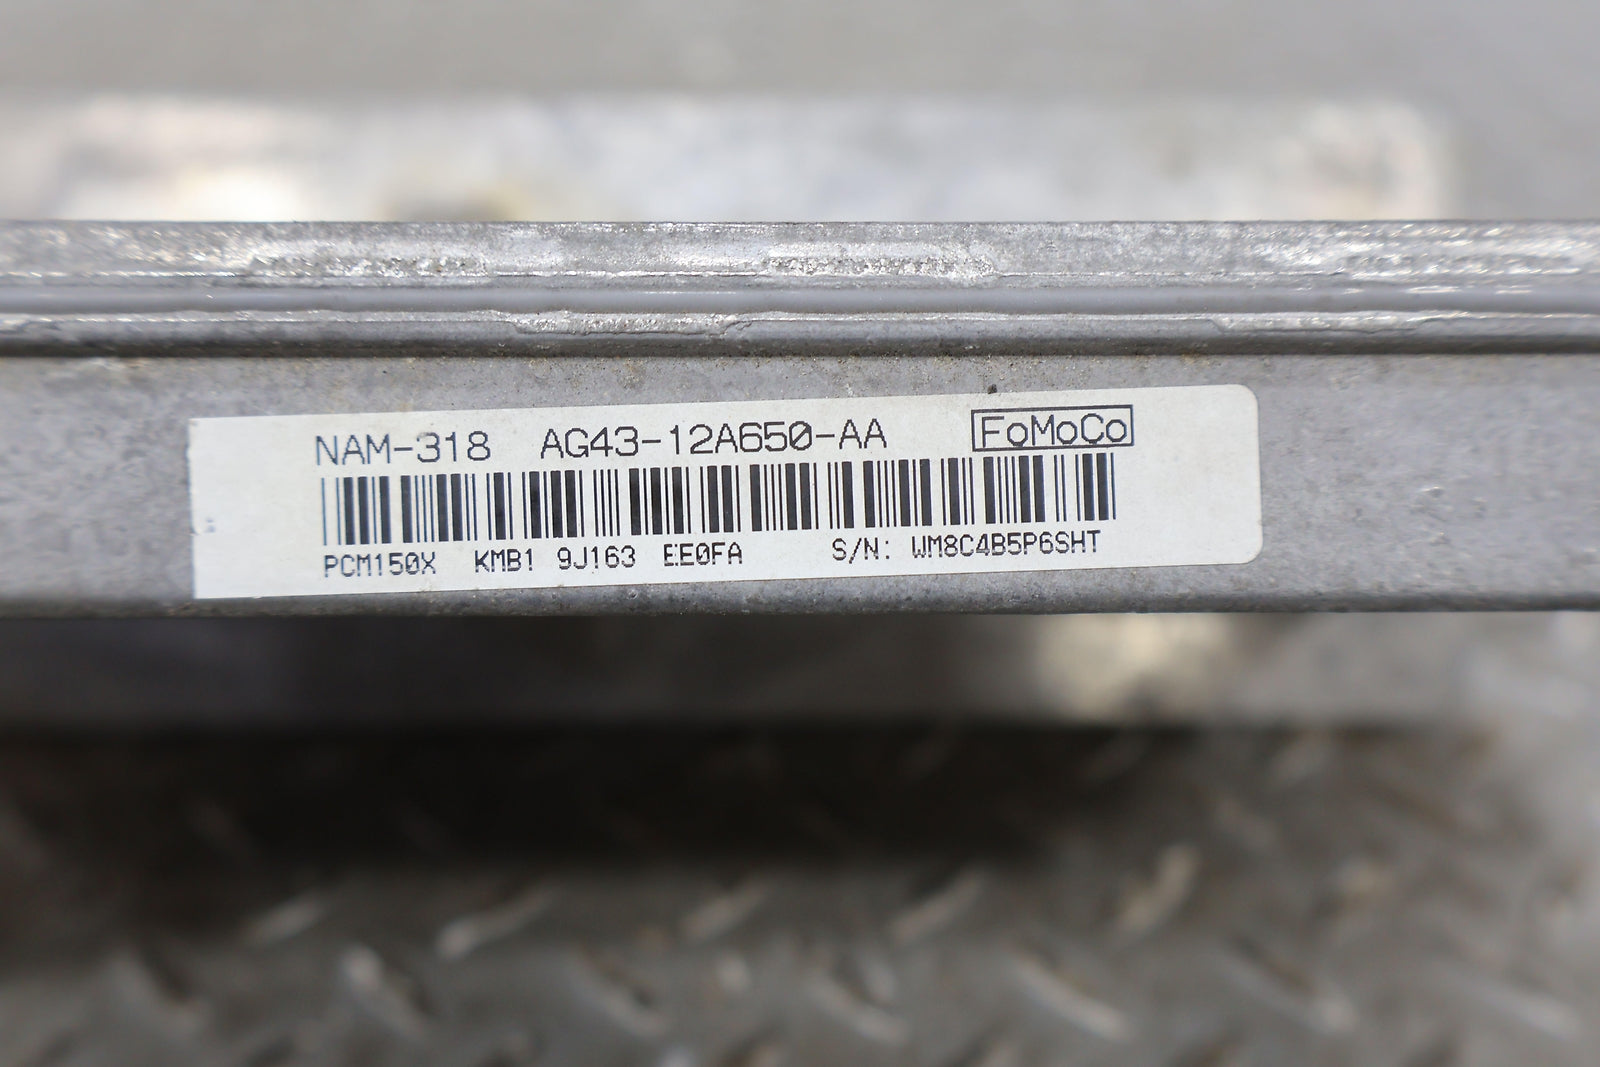 NAM-318 AG43-12A650-AA FoMoCo
PCM150X KMB1 9J163 EE0FA S/N: WM8C4B5P6SHT